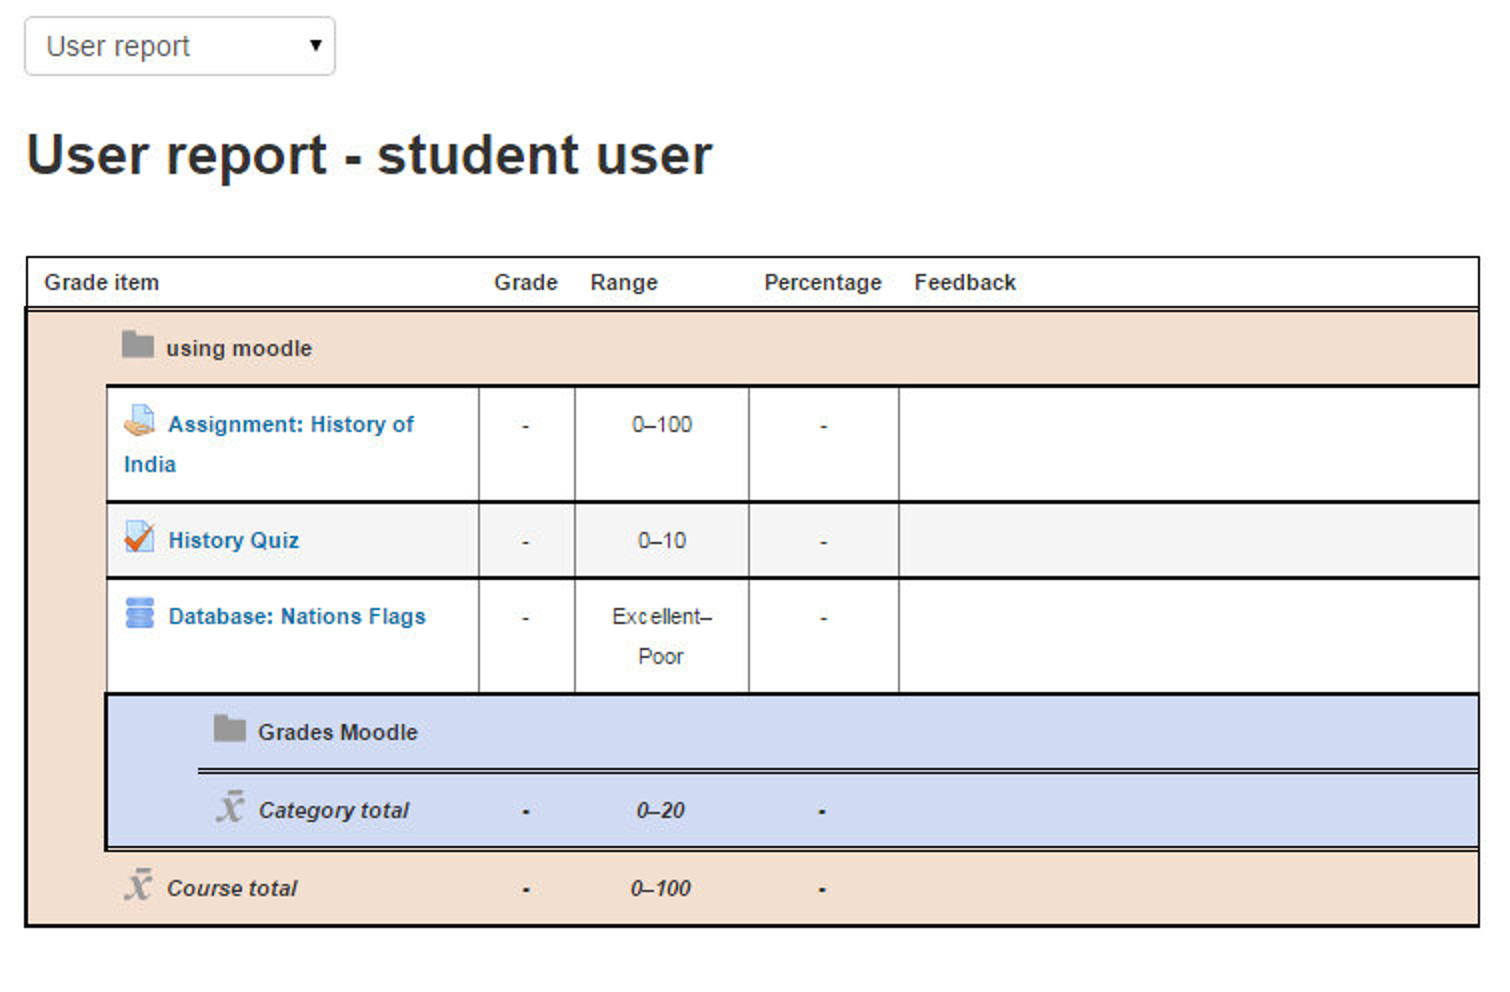 User report ▼
User report - student user
Grade item Grade Range Percentage Feedback
using moodle
Assignment: History of - 0–100 -
India
History Quiz - 0–10 -
Database: Nations Flags - Excellent– -
Poor
Grades Moodle
x̄ Category total - 0–20 -
x̄ Course total - 0–100 -